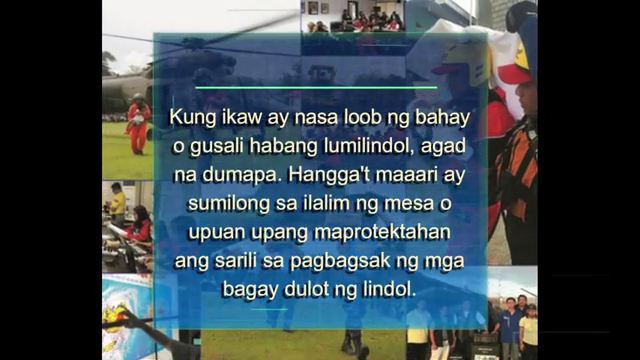 Kung ikaw ay nasa loob ng bahay
o gusali habang lumilindol, agad
na dumapa. Hangga't maaari ay
sumilong sa ilalim ng mesa o
upuan upang maprotektahan
ang sarili sa pagbagsak ng mga
bagay dulot ng lindol.